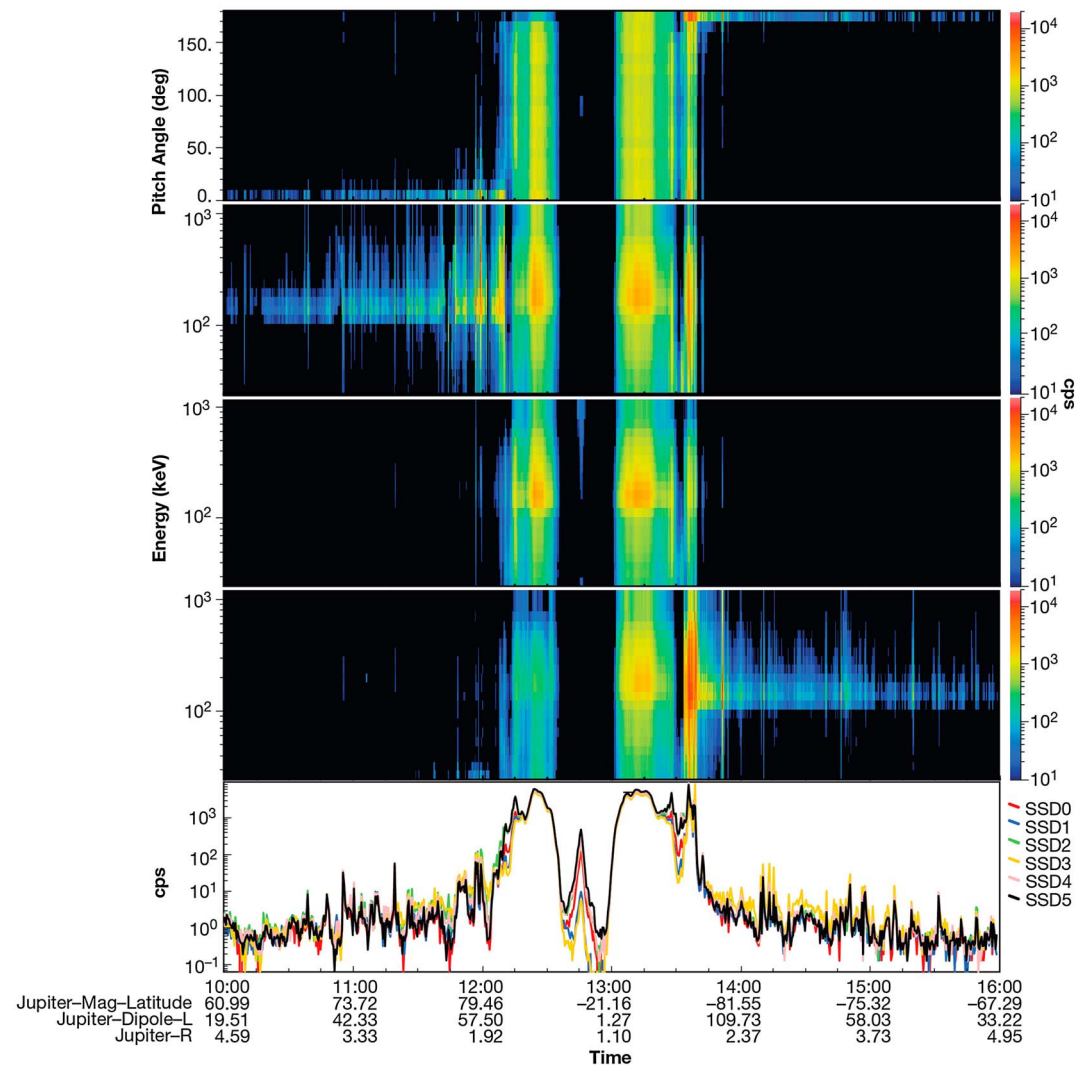 Pitch Angle (deg)
150.
100.
50.
0.
10⁴
10³
10²
10¹
10³
10²
10⁴
10³
10²
10¹
cps
Energy (keV)
10³
10²
10⁴
10³
10²
10¹
10³
10²
10⁴
10³
10²
10¹
cps
10³
10²
10¹
10⁰
10⁻¹
SSD0
SSD1
SSD2
SSD3
SSD4
SSD5
10:00 11:00 12:00 13:00 14:00 15:00 16:00
Jupiter–Mag–Latitude 60.99 73.72 79.46 –21.16 –81.55 –75.32 –67.29
Jupiter–Dipole–L 19.51 42.33 57.50 1.27 109.73 58.03 33.22
Jupiter–R 4.59 3.33 1.92 1.10 2.37 3.73 4.95
Time